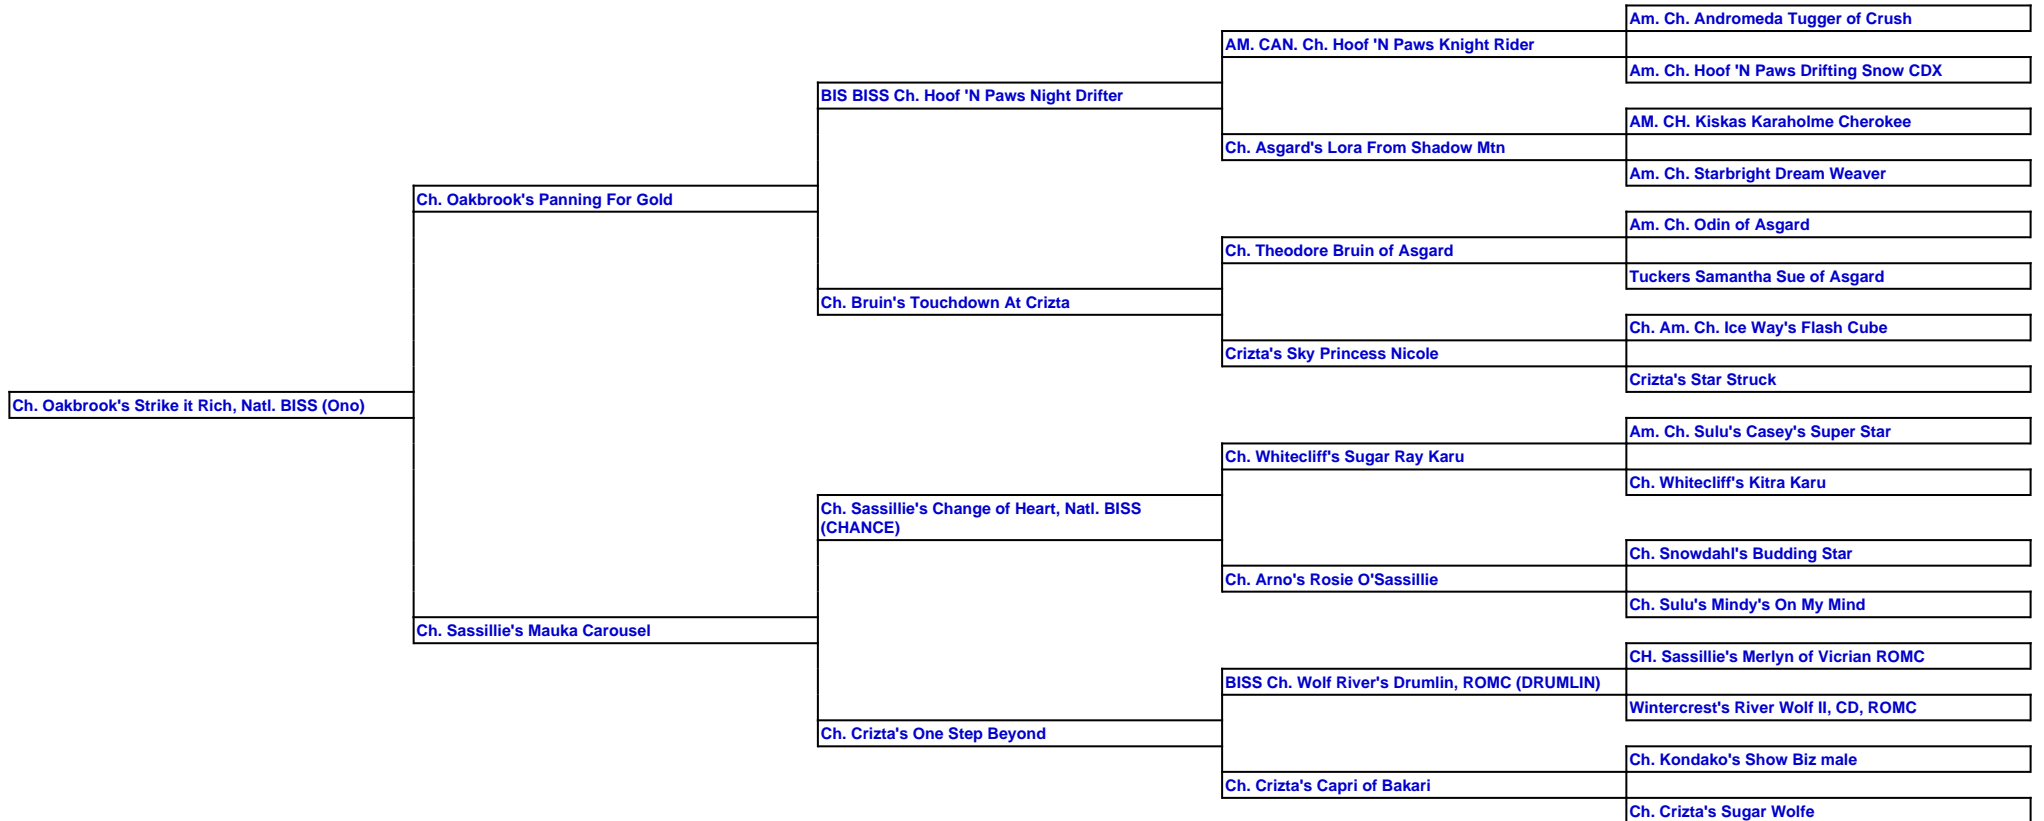 Am. Ch. Andromeda Tugger of Crush
AM. CAN. Ch. Hoof 'N Paws Knight Rider
Am. Ch. Hoof 'N Paws Drifting Snow CDX
BIS BISS Ch. Hoof 'N Paws Night Drifter
AM. CH. Kiskas Karaholme Cherokee
Ch. Asgard's Lora From Shadow Mtn
Am. Ch. Starbright Dream Weaver
Ch. Oakbrook's Panning For Gold
Am. Ch. Odin of Asgard
Ch. Theodore Bruin of Asgard
Tuckers Samantha Sue of Asgard
Ch. Bruin's Touchdown At Crizta
Ch. Am. Ch. Ice Way's Flash Cube
Crizta's Sky Princess Nicole
Crizta's Star Struck
Ch. Oakbrook's Strike it Rich, Natl. BISS (Ono)
Am. Ch. Sulu's Casey's Super Star
Ch. Whitecliff's Sugar Ray Karu
Ch. Whitecliff's Kitra Karu
Ch. Sassillie's Change of Heart, Natl. BISS
(CHANCE)
Ch. Snowdahl's Budding Star
Ch. Arno's Rosie O'Sassillie
Ch. Sulu's Mindy's On My Mind
Ch. Sassillie's Mauka Carousel
CH. Sassillie's Merlyn of Vicrian ROMC
BISS Ch. Wolf River's Drumlin, ROMC (DRUMLIN)
Wintercrest's River Wolf II, CD, ROMC
Ch. Crizta's One Step Beyond
Ch. Kondako's Show Biz male
Ch. Crizta's Capri of Bakari
Ch. Crizta's Sugar Wolfe